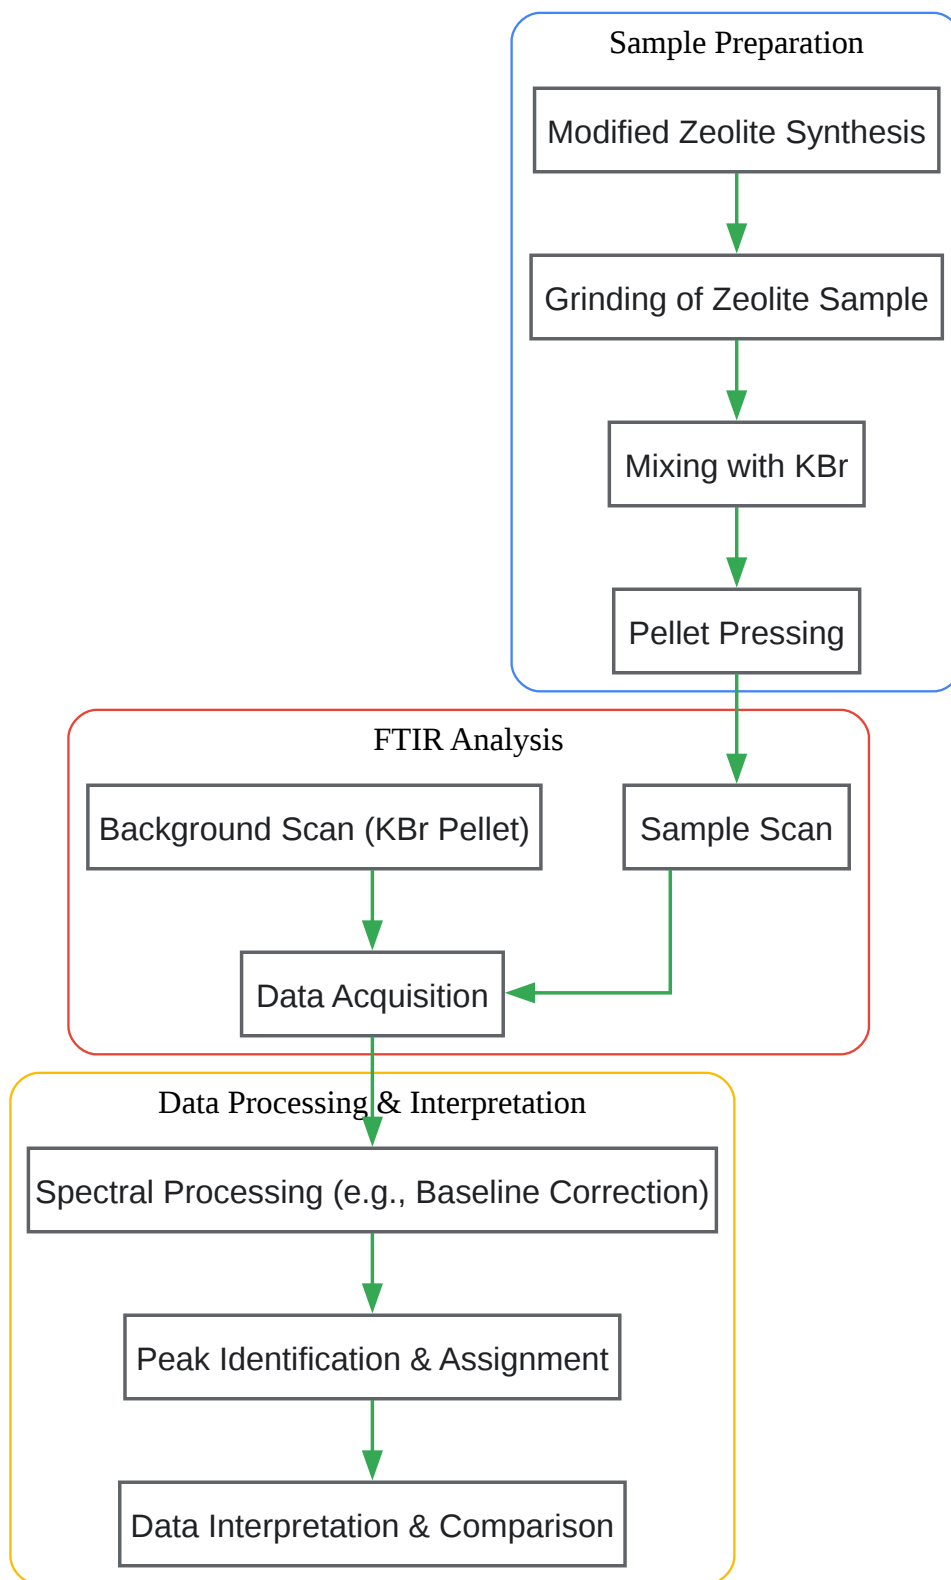 Sample Preparation
Modified Zeolite Synthesis
Grinding of Zeolite Sample
Mixing with KBr
Pellet Pressing
FTIR Analysis
Background Scan (KBr Pellet)
Sample Scan
Data Acquisition
Data Processing & Interpretation
Spectral Processing (e.g., Baseline Correction)
Peak Identification & Assignment
Data Interpretation & Comparison